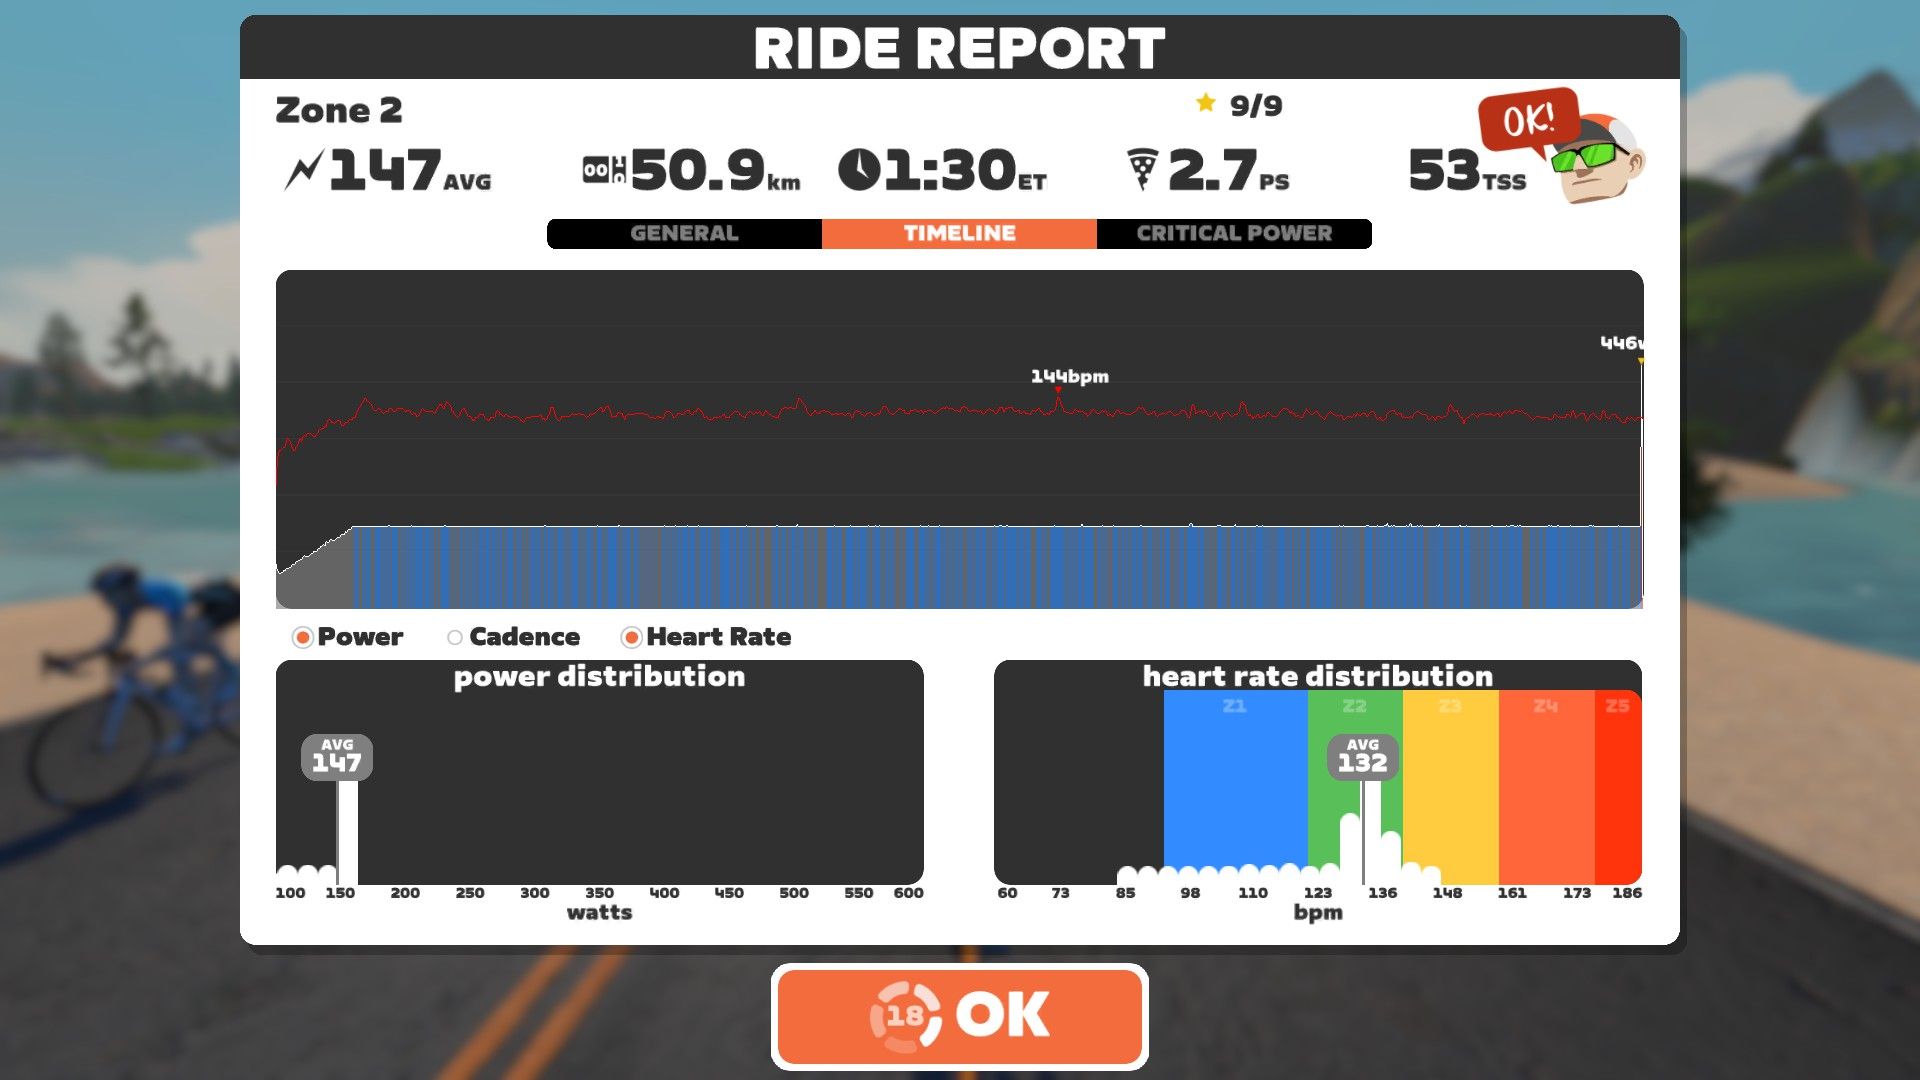 RIDE REPORT
Zone 2
9/9
OK!
147AVG
50.9km
1:30ET
2.7PS
53TSS
GENERAL
TIMELINE
CRITICAL POWER
446w
144bpm
Power
Cadence
Heart Rate
power distribution
AVG
147
100 150 200 250 300 350 400 450 500 550 600
watts
heart rate distribution
Z1 Z2 Z3 Z4 Z5
AVG
132
60 73 85 98 110 123 136 148 161 173 186
bpm
18 OK